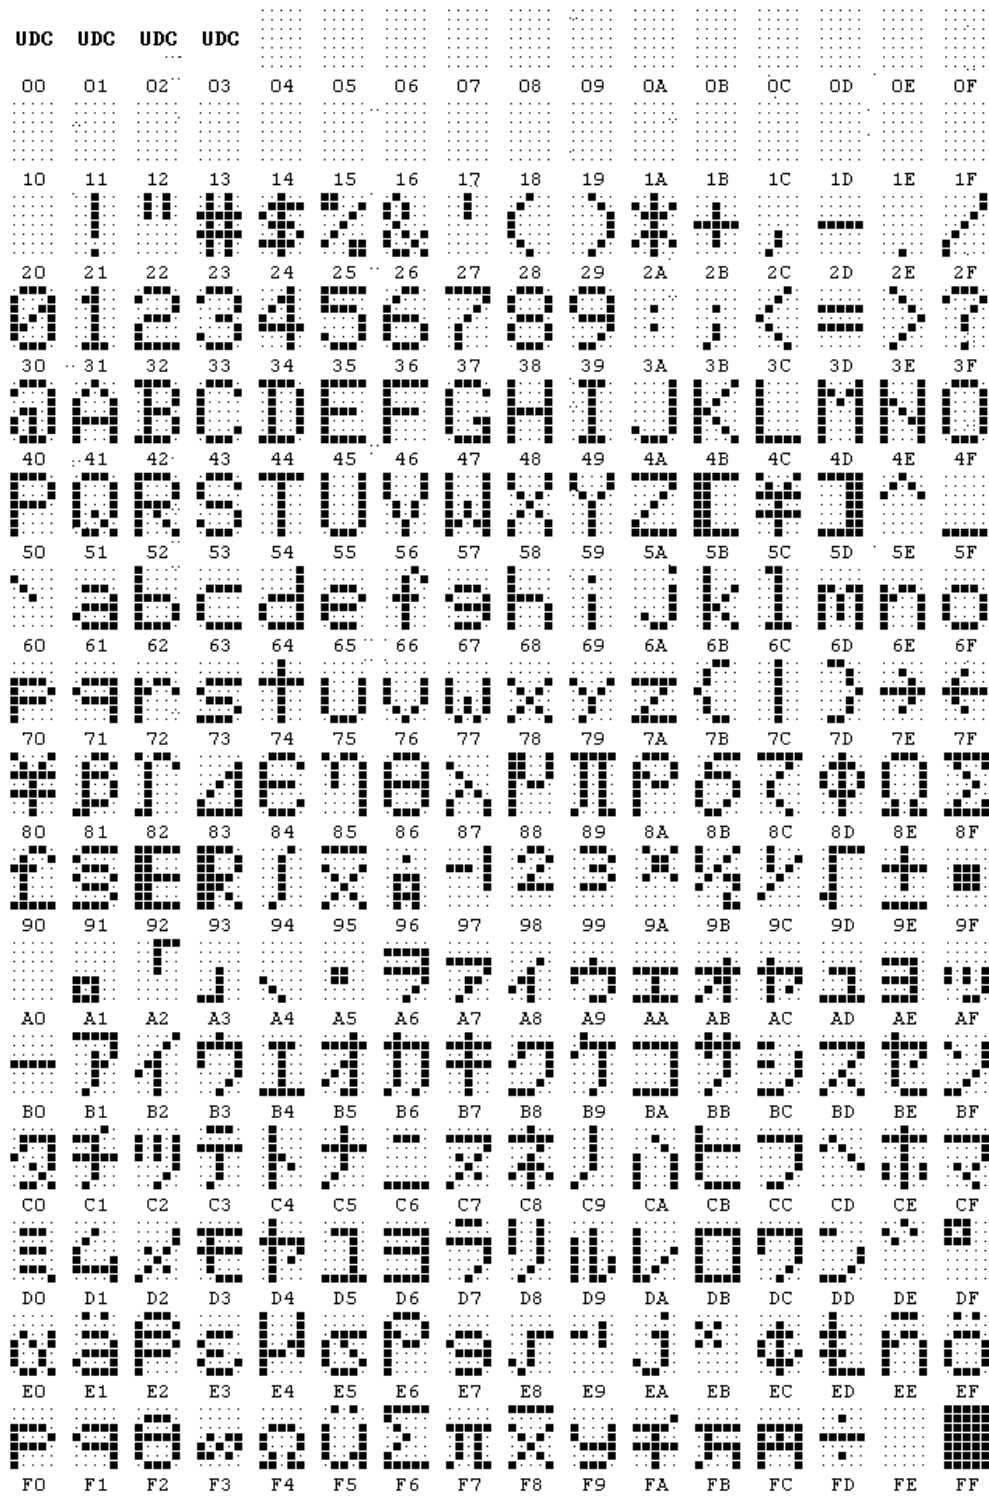 UDC UDC UDC UDC
00 01 02 03 04 05 06 07 08 09 0A 0B 0C 0D 0E 0F
10 11 12 13 14 15 16 17 18 19 1A 1B 1C 1D 1E 1F
! " # $ % & ' ( ) * + , - . /
20 21 22 23 24 25 26 27 28 29 2A 2B 2C 2D 2E 2F
0 1 2 3 4 5 6 7 8 9 : ; < = > ?
30 31 32 33 34 35 36 37 38 39 3A 3B 3C 3D 3E 3F
@ A B C D E F G H I J K L M N O
40 41 42 43 44 45 46 47 48 49 4A 4B 4C 4D 4E 4F
P Q R S T U V W X Y Z [ ¥ ] ^ _
50 51 52 53 54 55 56 57 58 59 5A 5B 5C 5D 5E 5F
` a b c d e f g h i j k l m n o
60 61 62 63 64 65 66 67 68 69 6A 6B 6C 6D 6E 6F
p q r s t u v w x y z ( | ) → ←
70 71 72 73 74 75 76 77 78 79 7A 7B 7C 7D 7E 7F
¥ β Γ Δ ε η θ λ μ Π ρ σ τ Φ Ω Σ
80 81 82 83 84 85 86 87 88 89 8A 8B 8C 8D 8E 8F
£ S E R ∫ x̄ ⁻¹ ² ³ ½ √ ±
90 91 92 93 94 95 96 97 98 99 9A 9B 9C 9D 9E 9F
。 「 」 、 ・ ヲ ァ ィ ゥ ェ ォ ャ ュ ョ ッ
A0 A1 A2 A3 A4 A5 A6 A7 A8 A9 AA AB AC AD AE AF
ー ア イ ウ エ オ カ キ ク ケ コ サ シ ス セ ソ
B0 B1 B2 B3 B4 B5 B6 B7 B8 B9 BA BB BC BD BE BF
タ チ ツ テ ト ナ ニ ヌ ネ ノ ハ ヒ フ ヘ ホ マ
C0 C1 C2 C3 C4 C5 C6 C7 C8 C9 CA CB CC CD CE CF
ミ ム メ モ ヤ ユ ヨ ラ リ ル レ ロ ワ ン ゛ ゜
D0 D1 D2 D3 D4 D5 D6 D7 D8 D9 DA DB DC DD DE DF
α ä β ε μ σ ρ g √ ⁻¹ j ˣ ¢ £ ñ ö
E0 E1 E2 E3 E4 E5 E6 E7 E8 E9 EA EB EC ED EE EF
p q θ ∞ Ω ü Σ π x̄ y 千 万 円 ÷ █
F0 F1 F2 F3 F4 F5 F6 F7 F8 F9 FA FB FC FD FE FF